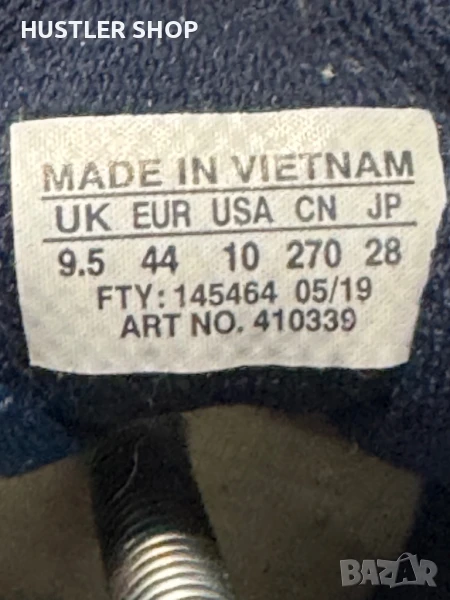 HUSTLER SHOP
MADE IN VIETNAM
UK EUR USA CN JP
9.5 44 10 270 28
FTY: 145464 05/19
ART NO. 410339
BAZAR